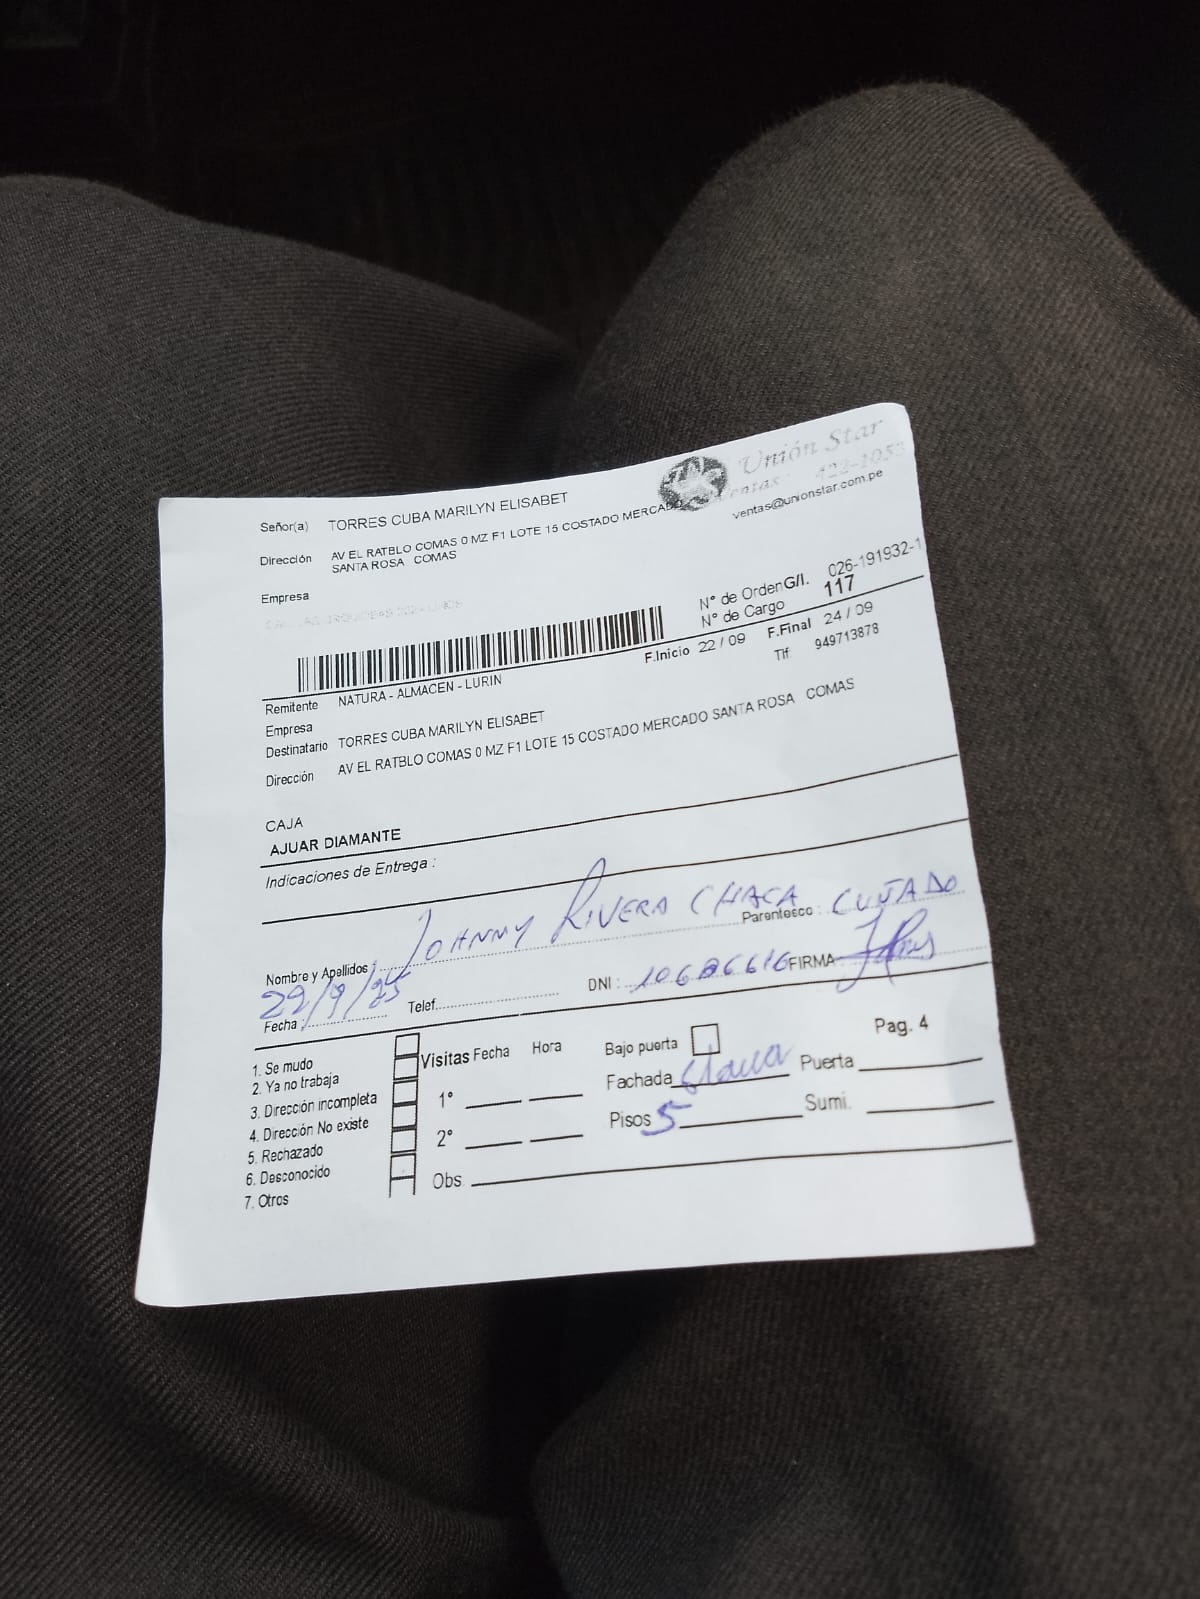 Unión Star
Ventas: 422-1053
ventas@unionstar.com.pe
Señor(a) TORRES CUBA MARILYN ELISABET
Dirección AV EL RATBLO COMAS 0 MZ F1 LOTE 15 COSTADO MERCADO
SANTA ROSA COMAS
Empresa
N° de Orden G/I. 026-191932-1
N° de Cargo 117
F.Inicio 22 / 09 F.Final 24 / 09
Tlf. 949713878
Remitente NATURA - ALMACEN - LURIN
Empresa
Destinatario TORRES CUBA MARILYN ELISABET
Dirección AV EL RATBLO COMAS 0 MZ F1 LOTE 15 COSTADO MERCADO SANTA ROSA COMAS
CAJA
AJUAR DIAMANTE
Indicaciones de Entrega :
Nombre y Apellidos : JOHNNY RIVERA CHACA Parentesco : CUÑADO
Fecha : 22/9/25 Telef. DNI : FIRMA
1. Se mudo
2. Ya no trabaja
3. Dirección incompleta
4. Dirección No existe
5. Rechazado
6. Desconocido
7. Otros
Visitas Fecha Hora
1°
2°
Obs.
Bajo puerta Pag. 4
Fachada Puerta
Pisos 5 Sumi.